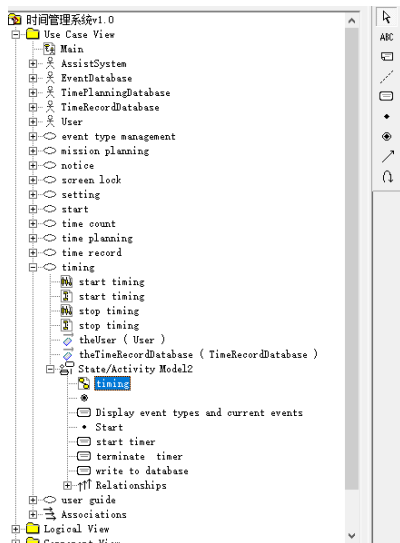 时间管理系统v1.0
Use Case View
Main
AssistSystem
EventDatabase
TimePlanningDatabase
TimeRecordDatabase
User
event type management
mission planning
notice
screen lock
setting
start
time count
time planning
time record
timing
start timing
start timing
stop timing
stop timing
theUser ( User )
theTimeRecordDatabase ( TimeRecordDatabase )
State/Activity Model2
timing
Display event types and current events
Start
start timer
terminate  timer
write to database
Relationships
user guide
Associations
Logical View
Component View
ABC